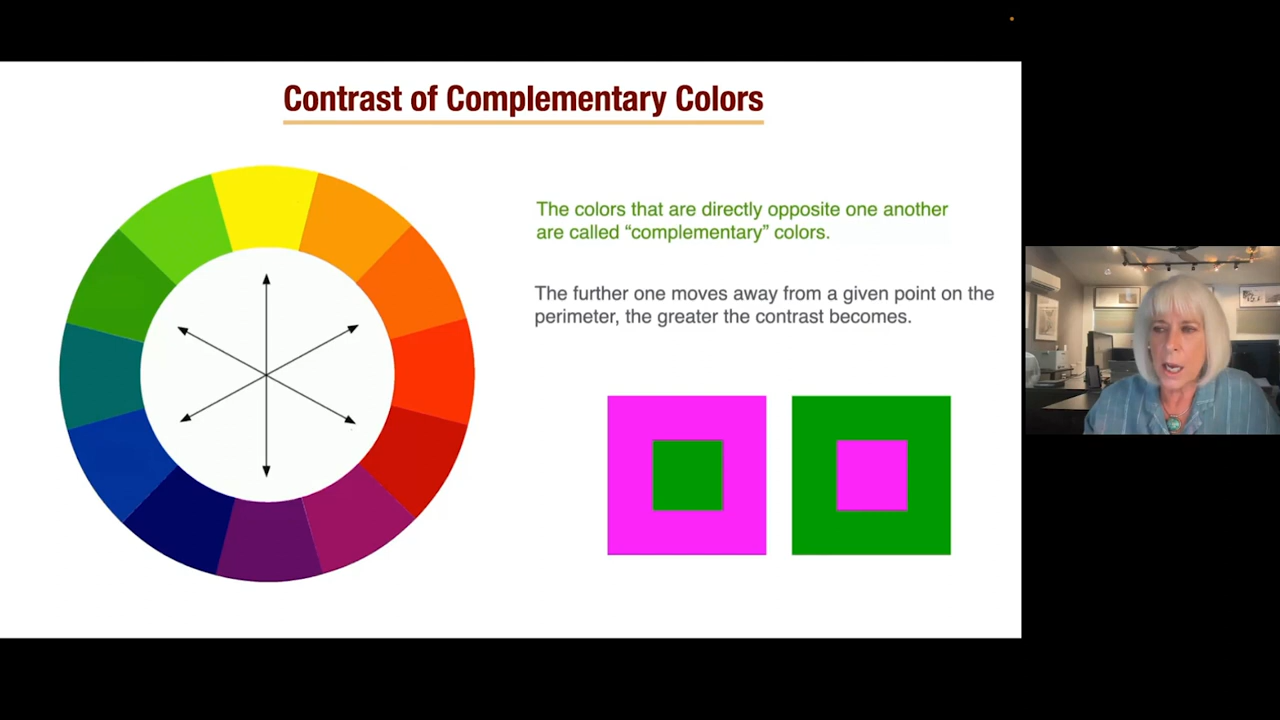 Contrast of Complementary Colors
The colors that are directly opposite one another
are called “complementary” colors.
The further one moves away from a given point on the
perimeter, the greater the contrast becomes.